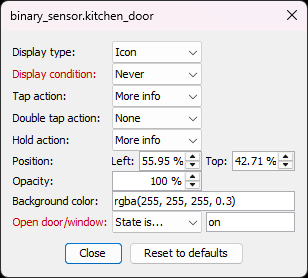 binary_sensor.kitchen_door
Display type: Icon
Display condition: Never
Tap action: More info
Double tap action: None
Hold action: More info
Position: Left: 55.95 % Top: 42.71 %
Opacity: 100 %
Background color: rgba(255, 255, 255, 0.3)
Open door/window: State is... on
Close Reset to defaults